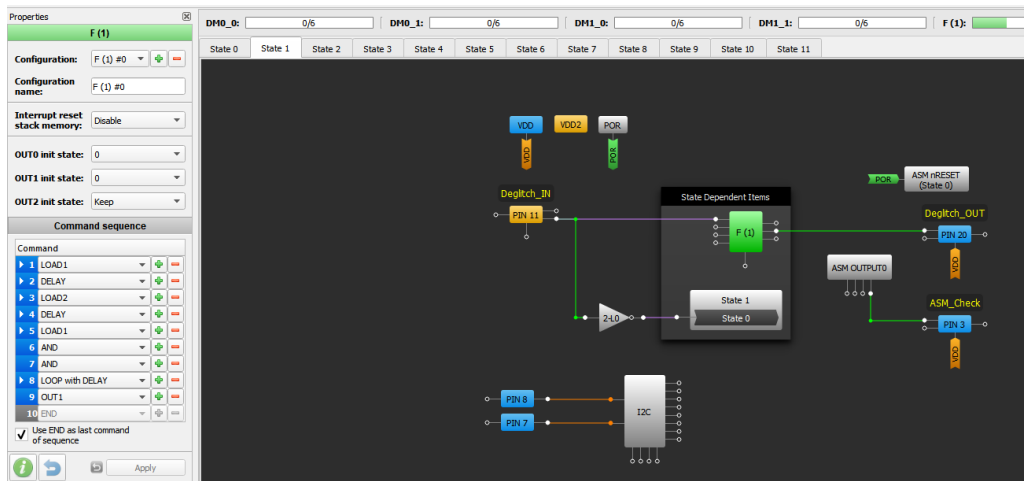 Properties
F (1)
Configuration: F (1) #0
Configuration name: F (1) #0
Interrupt reset stack memory: Disable
OUT0 init state: 0
OUT1 init state: 0
OUT2 init state: Keep
Command sequence
Command
1 LOAD1
2 DELAY
3 LOAD2
4 DELAY
5 LOAD1
6 AND
7 AND
8 LOOP with DELAY
9 OUT1
10 END
Use END as last command of sequence
Apply
DM0_0: 0/6 DM0_1: 0/6 DM1_0: 0/6 DM1_1: 0/6 F (1):
State 0 State 1 State 2 State 3 State 4 State 5 State 6 State 7 State 8 State 9 State 10 State 11
VDD VDD2 POR
VDD POR
Deglitch_IN
PIN 11
State Dependent Items
F (1)
State 1
State 0
2-L0
POR ASM nRESET (State 0)
Deglitch_OUT
PIN 20
VDD
ASM OUTPUT0
ASM_Check
PIN 3
VDD
PIN 8
PIN 7
I2C